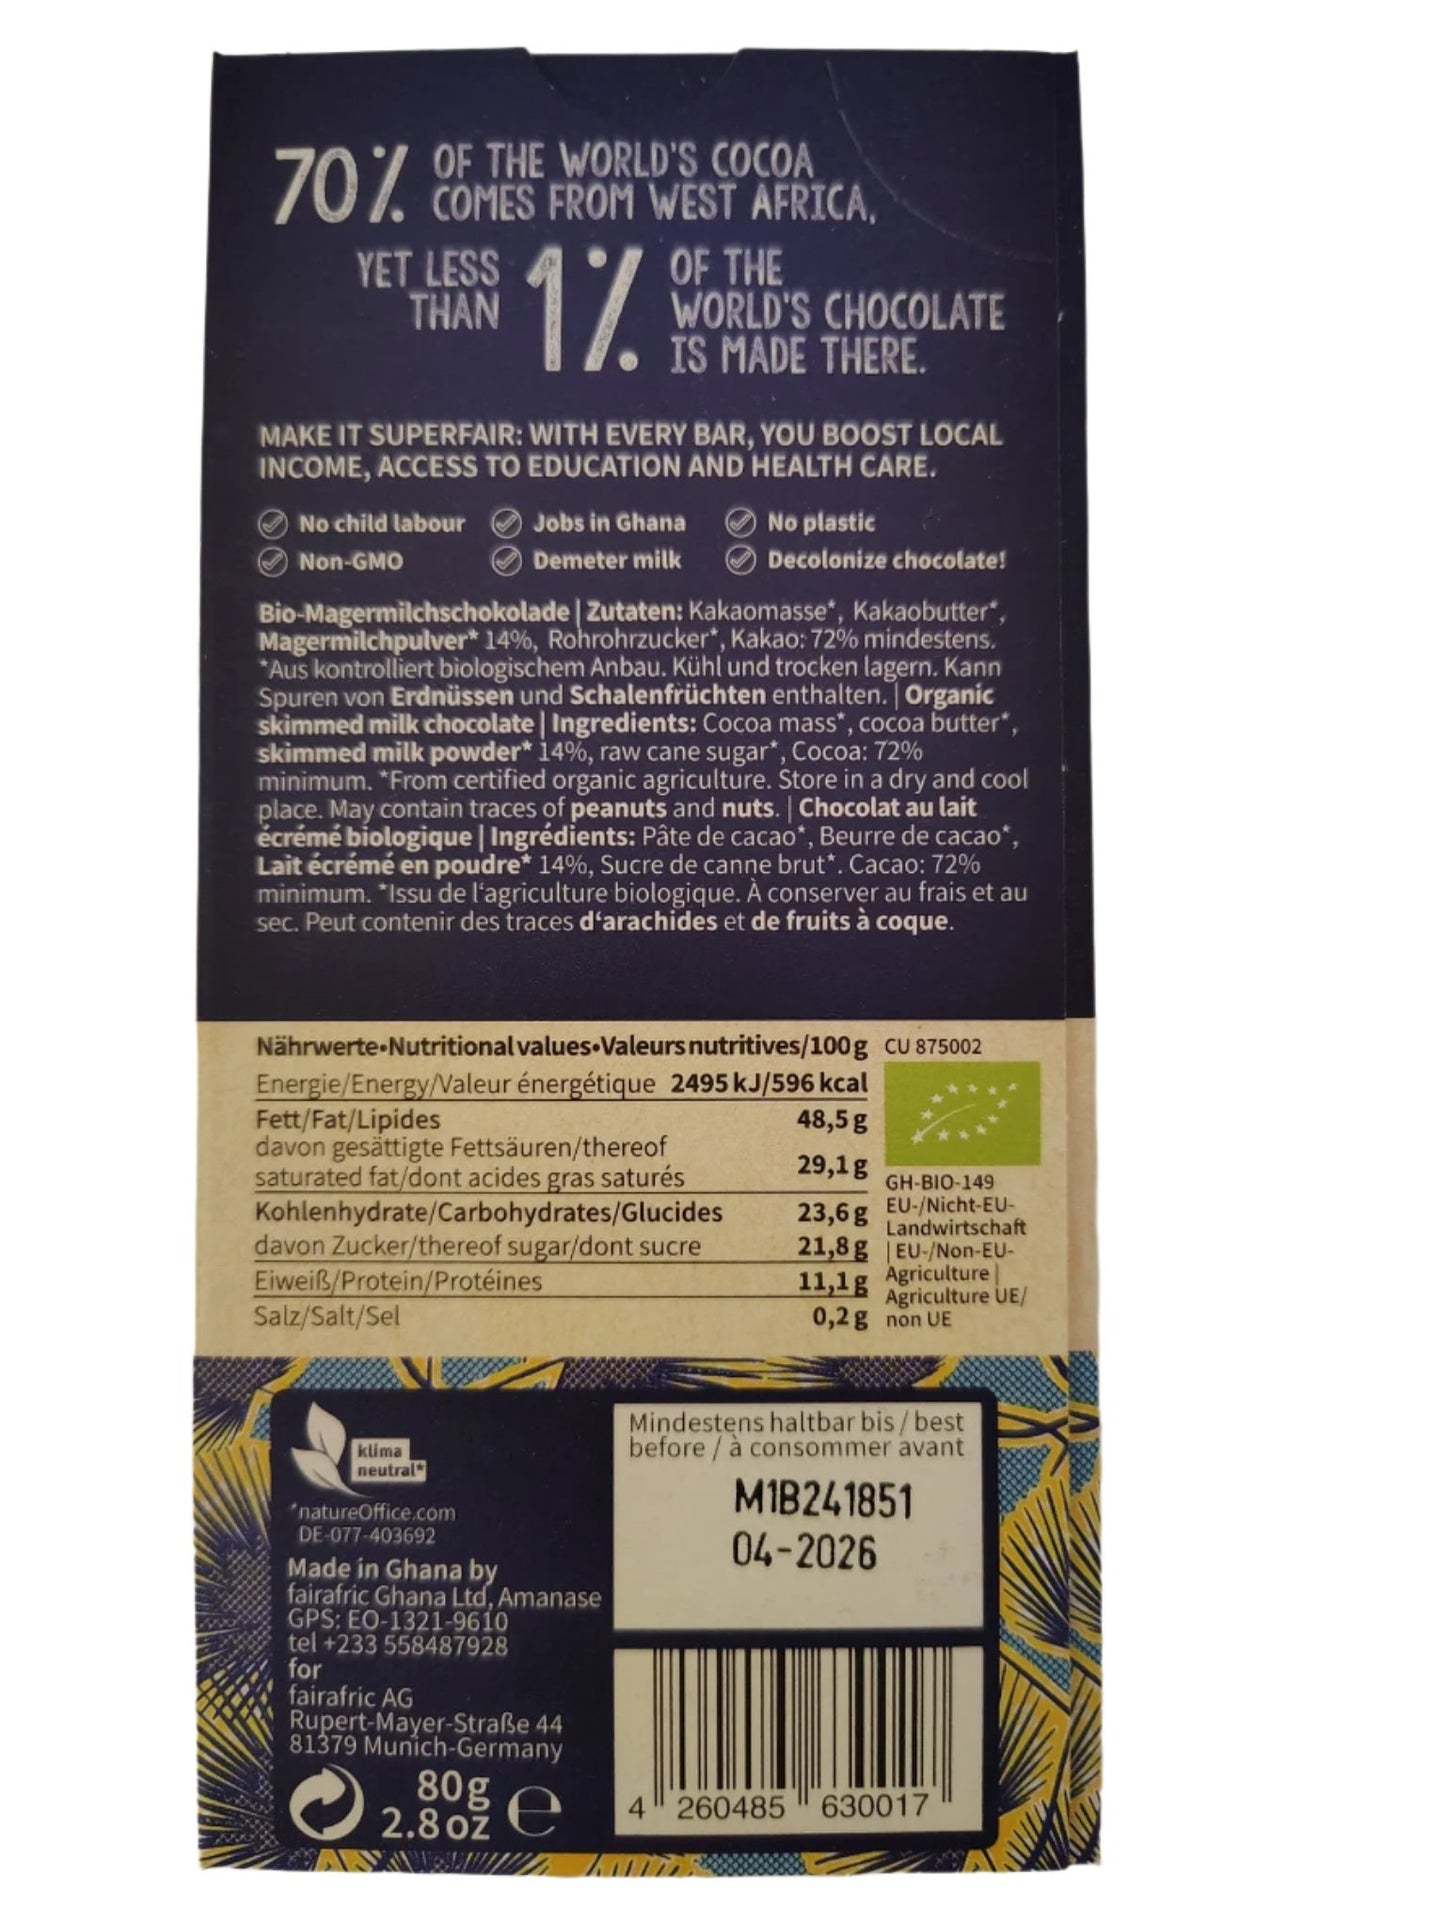 70% OF THE WORLD'S COCOA
COMES FROM WEST AFRICA,
YET LESS
THAN 1% OF THE
WORLD'S CHOCOLATE
IS MADE THERE.
MAKE IT SUPERFAIR: WITH EVERY BAR, YOU BOOST LOCAL
INCOME, ACCESS TO EDUCATION AND HEALTH CARE.
No child labour Jobs in Ghana No plastic
Non-GMO Demeter milk Decolonize chocolate!
Bio-Magermilchschokolade | Zutaten: Kakaomasse*, Kakaobutter*,
Magermilchpulver* 14%, Rohrohrzucker*, Kakao: 72% mindestens.
*Aus kontrolliert biologischem Anbau. Kühl und trocken lagern. Kann
Spuren von Erdnüssen und Schalenfrüchten enthalten. | Organic
skimmed milk chocolate | Ingredients: Cocoa mass*, cocoa butter*,
skimmed milk powder* 14%, raw cane sugar*, Cocoa: 72%
minimum. *From certified organic agriculture. Store in a dry and cool
place. May contain traces of peanuts and nuts. | Chocolat au lait
écrémé biologique | Ingrédients: Pâte de cacao*, Beurre de cacao*,
Lait écrémé en poudre* 14%, Sucre de canne brut*. Cacao: 72%
minimum. *Issu de l'agriculture biologique. À conserver au frais et au
sec. Peut contenir des traces d'arachides et de fruits à coque.
Nährwerte•Nutritional values•Valeurs nutritives/100g
Energie/Energy/Valeur énergétique 2495 kJ/596 kcal
Fett/Fat/Lipides 48,5 g
davon gesättigte Fettsäuren/thereof
saturated fat/dont acides gras saturés 29,1 g
Kohlenhydrate/Carbohydrates/Glucides 23,6 g
davon Zucker/thereof sugar/dont sucre 21,8 g
Eiweiß/Protein/Protéines 11,1 g
Salz/Salt/Sel 0,2 g
CU 875002
GH-BIO-149
EU-/Nicht-EU-
Landwirtschaft
| EU-/Non-EU-
Agriculture |
Agriculture UE/
non UE
klima
neutral*
*natureOffice.com
DE-077-403692
Made in Ghana by
fairafric Ghana Ltd, Amanase
GPS: EO-1321-9610
tel +233 558487928
for
fairafric AG
Rupert-Mayer-Straße 44
81379 Munich-Germany
80g
2.8 oz
e
Mindestens haltbar bis / best
before / à consommer avant
M1B241851
04-2026
4 260485 630017